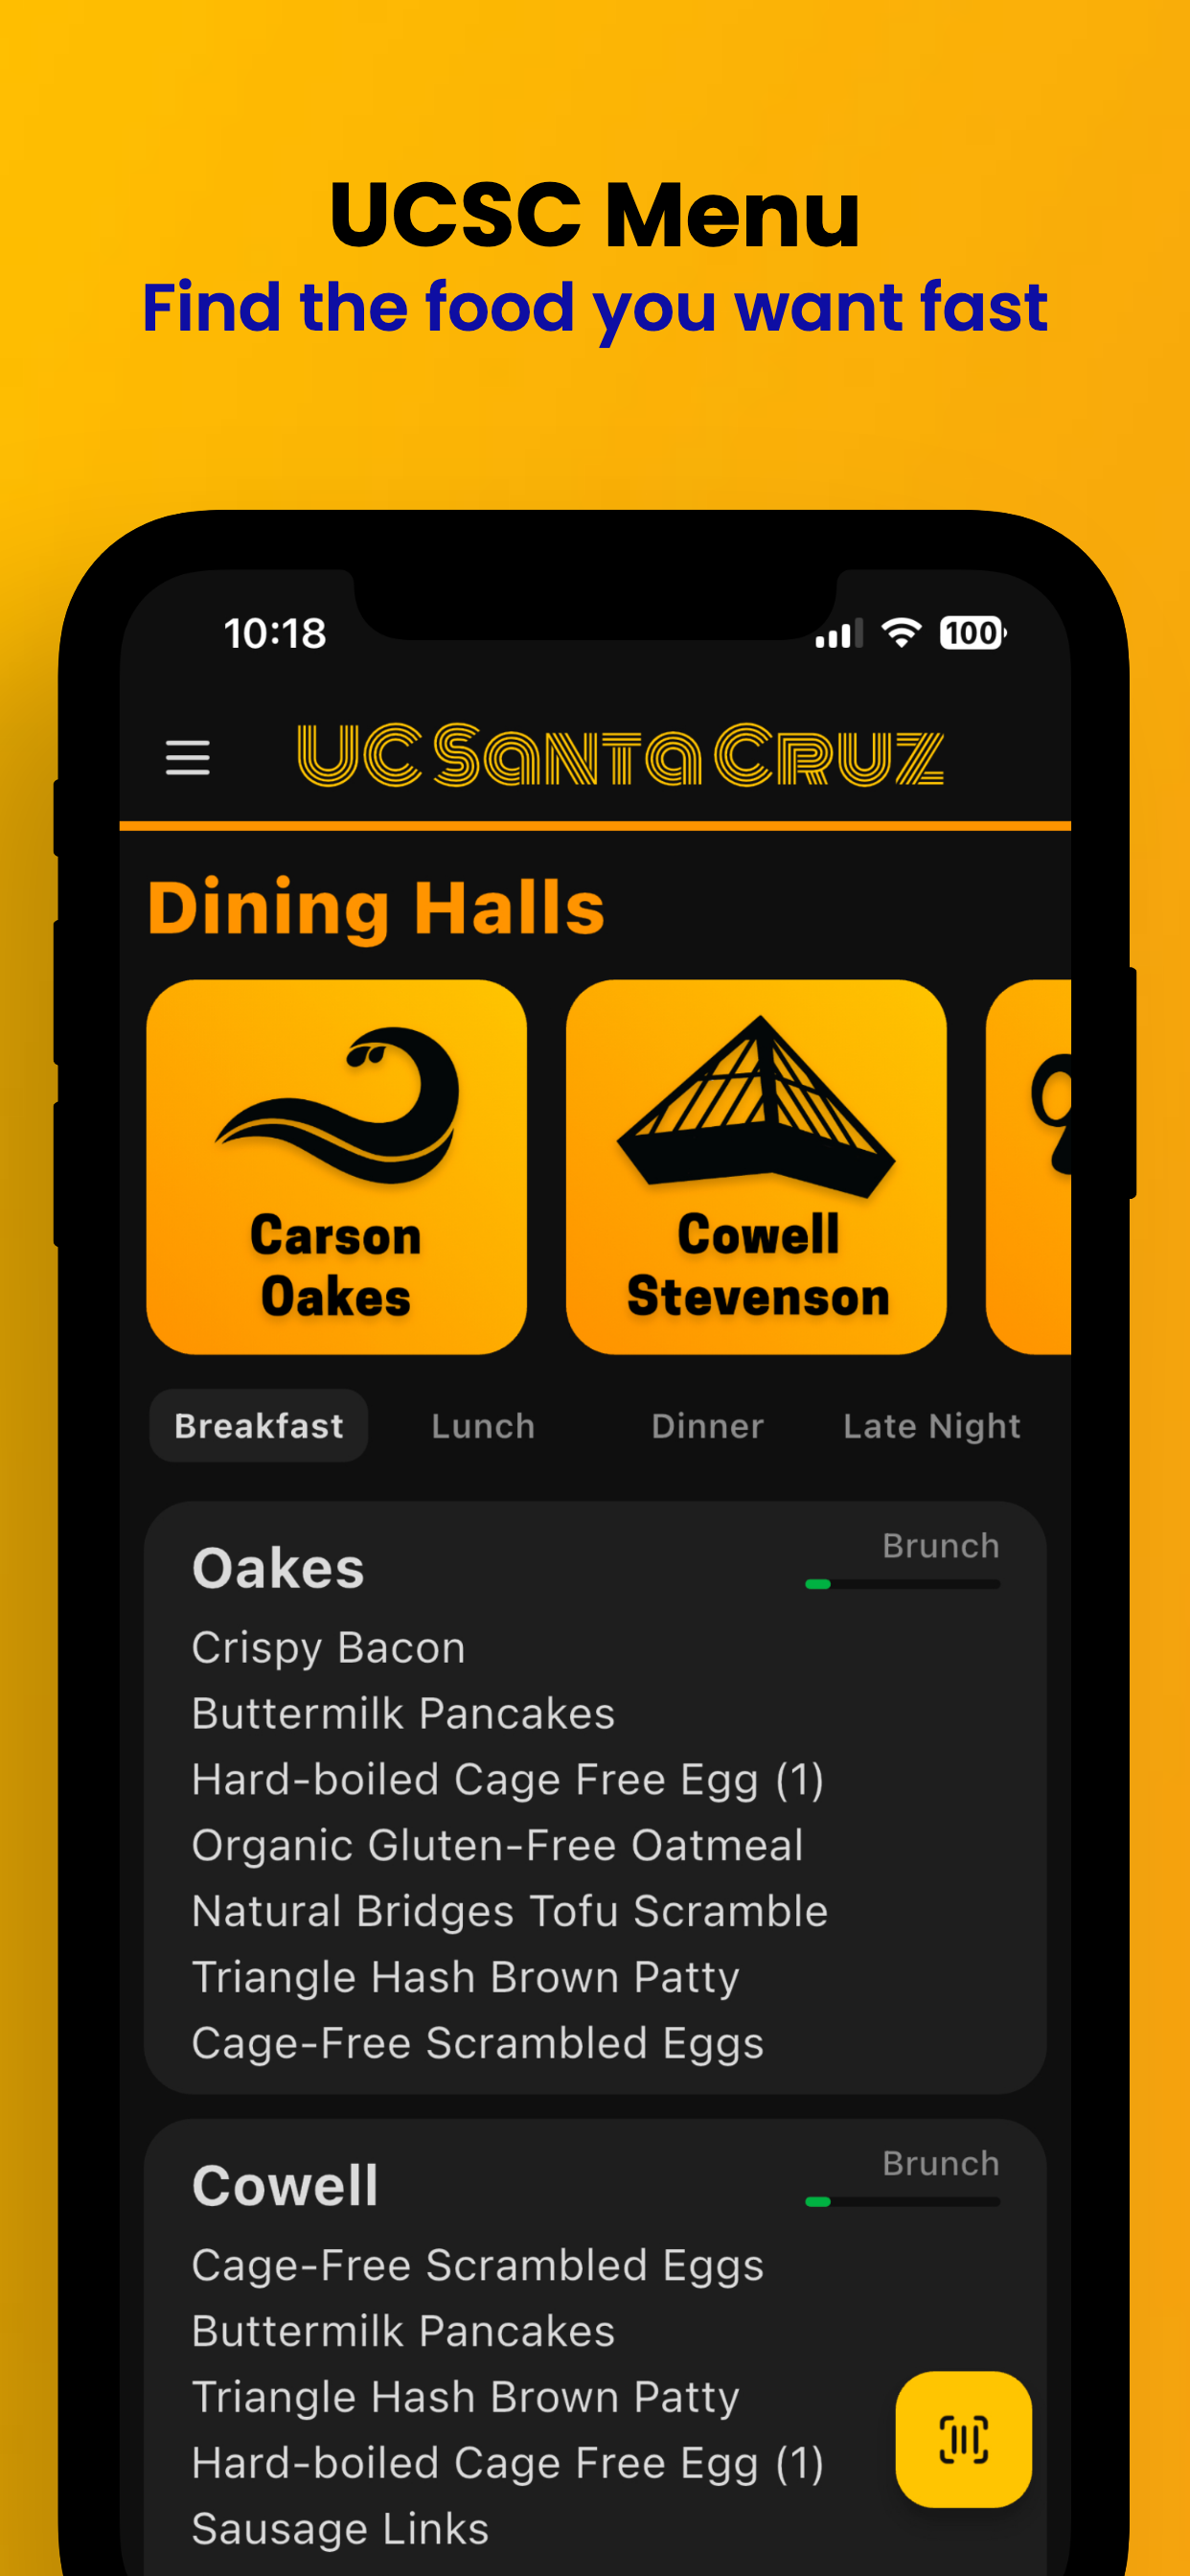 UCSC Menu
Find the food you want fast
10:18
100
UC Santa Cruz
Dining Halls
Carson
Oakes
Cowell
Stevenson
Breakfast Lunch Dinner Late Night
Oakes
Brunch
Crispy Bacon
Buttermilk Pancakes
Hard-boiled Cage Free Egg (1)
Organic Gluten-Free Oatmeal
Natural Bridges Tofu Scramble
Triangle Hash Brown Patty
Cage-Free Scrambled Eggs
Cowell
Brunch
Cage-Free Scrambled Eggs
Buttermilk Pancakes
Triangle Hash Brown Patty
Hard-boiled Cage Free Egg (1)
Sausage Links